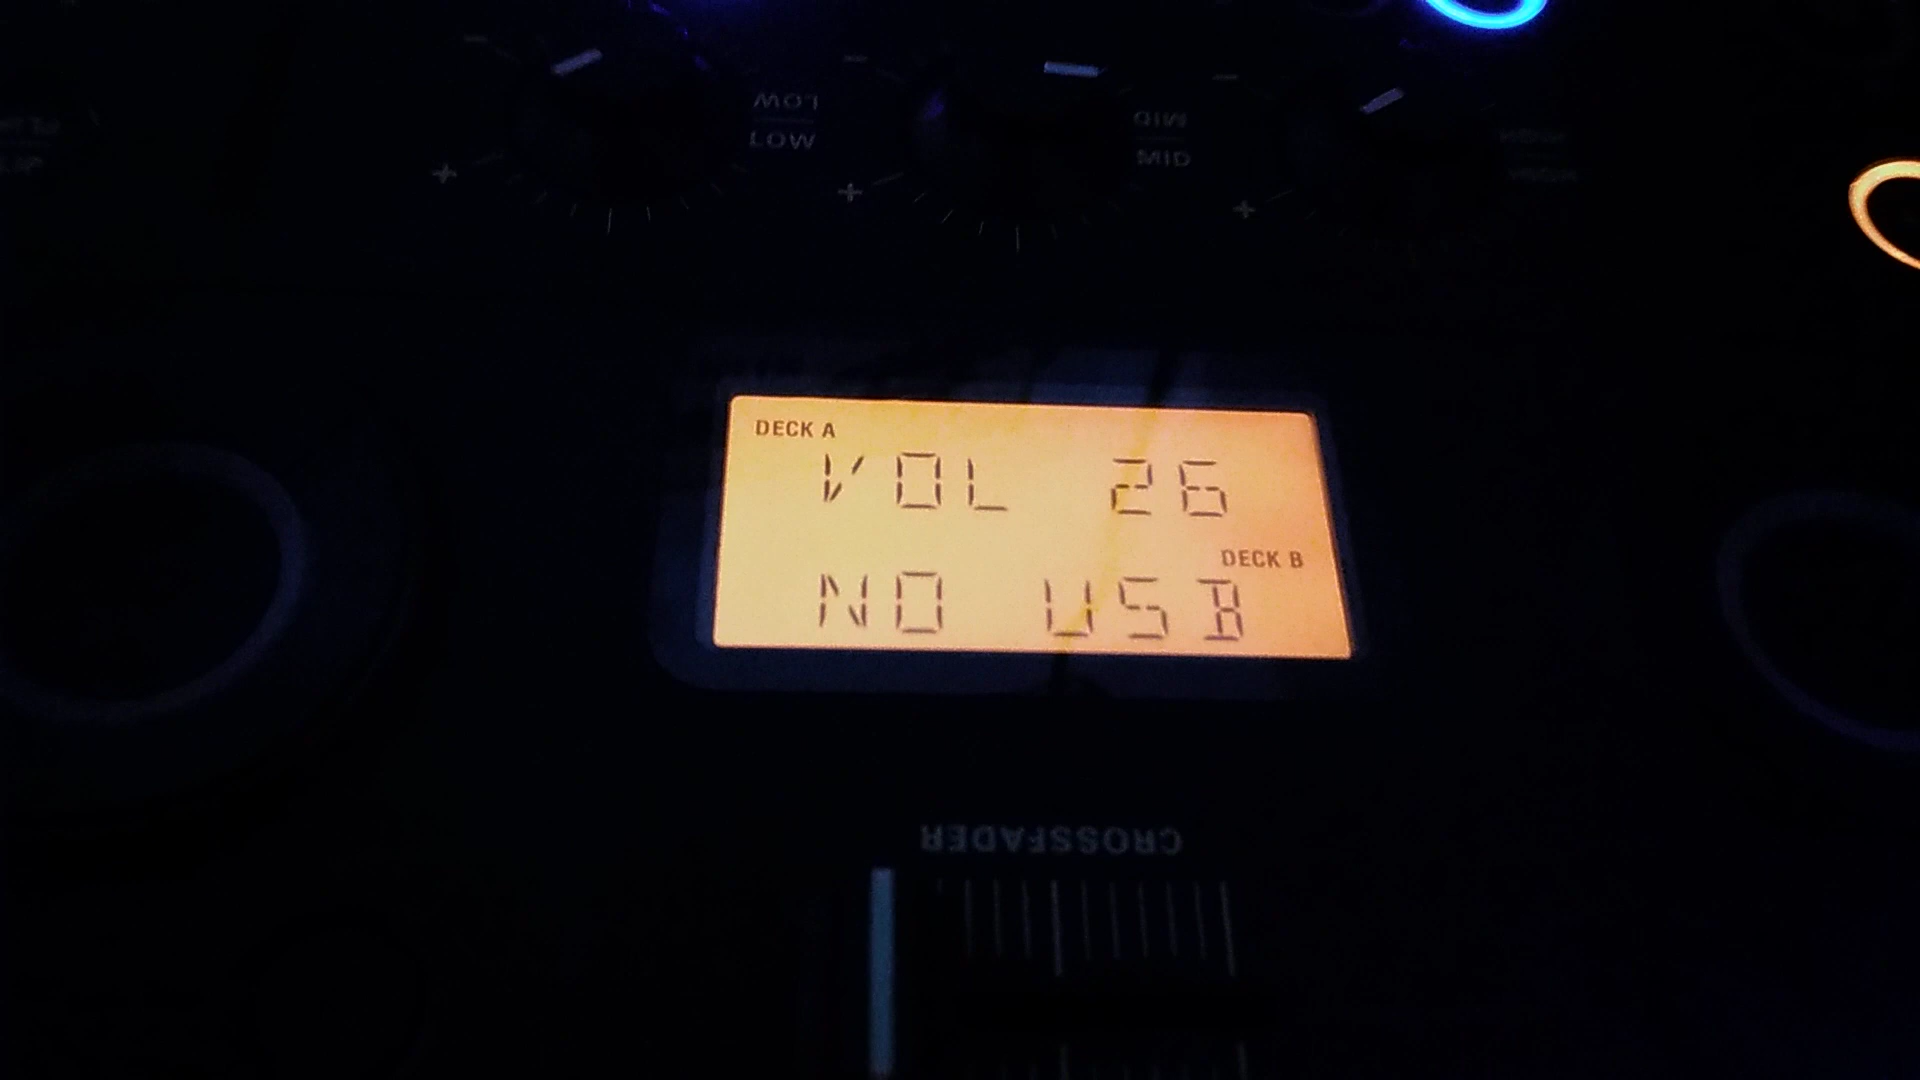 LOW
LOW
MID
MID
DECK A
VOL 26
DECK B
NO USB
CROSSFADER